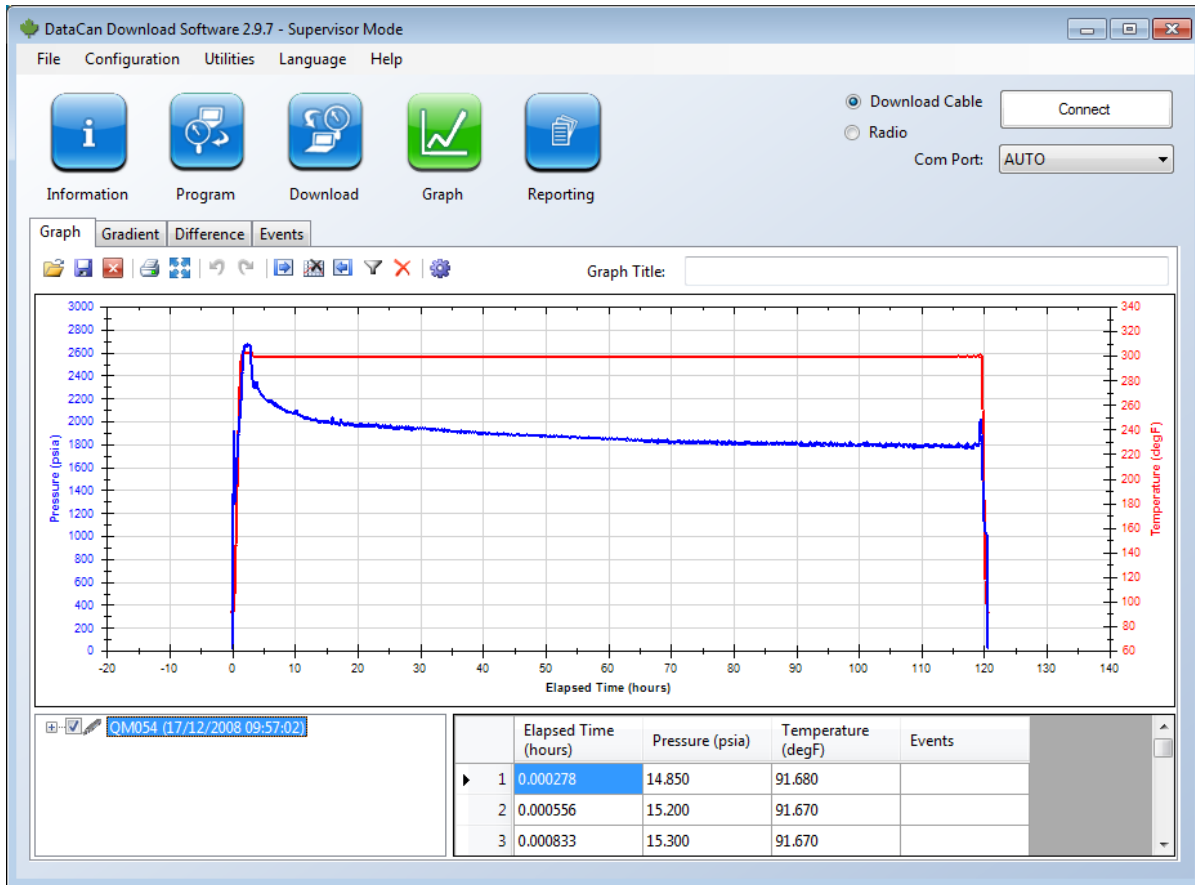 DataCan Download Software 2.9.7 - Supervisor Mode
File Configuration Utilities Language Help
Download Cable
Connect
Radio
Com Port: AUTO
Information Program Download Graph Reporting
Graph Gradient Difference Events
Graph Title:
3000
2800
2600
2400
2200
2000
1800
1600
1400
1200
1000
800
600
400
200
0
Pressure (psia)
340
320
300
280
260
240
220
200
180
160
140
120
100
80
60
Temperature (degF)
-20 -10 0 10 20 30 40 50 60 70 80 90 100 110 120 130 140
Elapsed Time (hours)
QM054 (17/12/2008 09:57:02)
Elapsed Time (hours) Pressure (psia) Temperature (degF) Events
1 0.000278 14.850 91.680
2 0.000556 15.200 91.670
3 0.000833 15.300 91.670